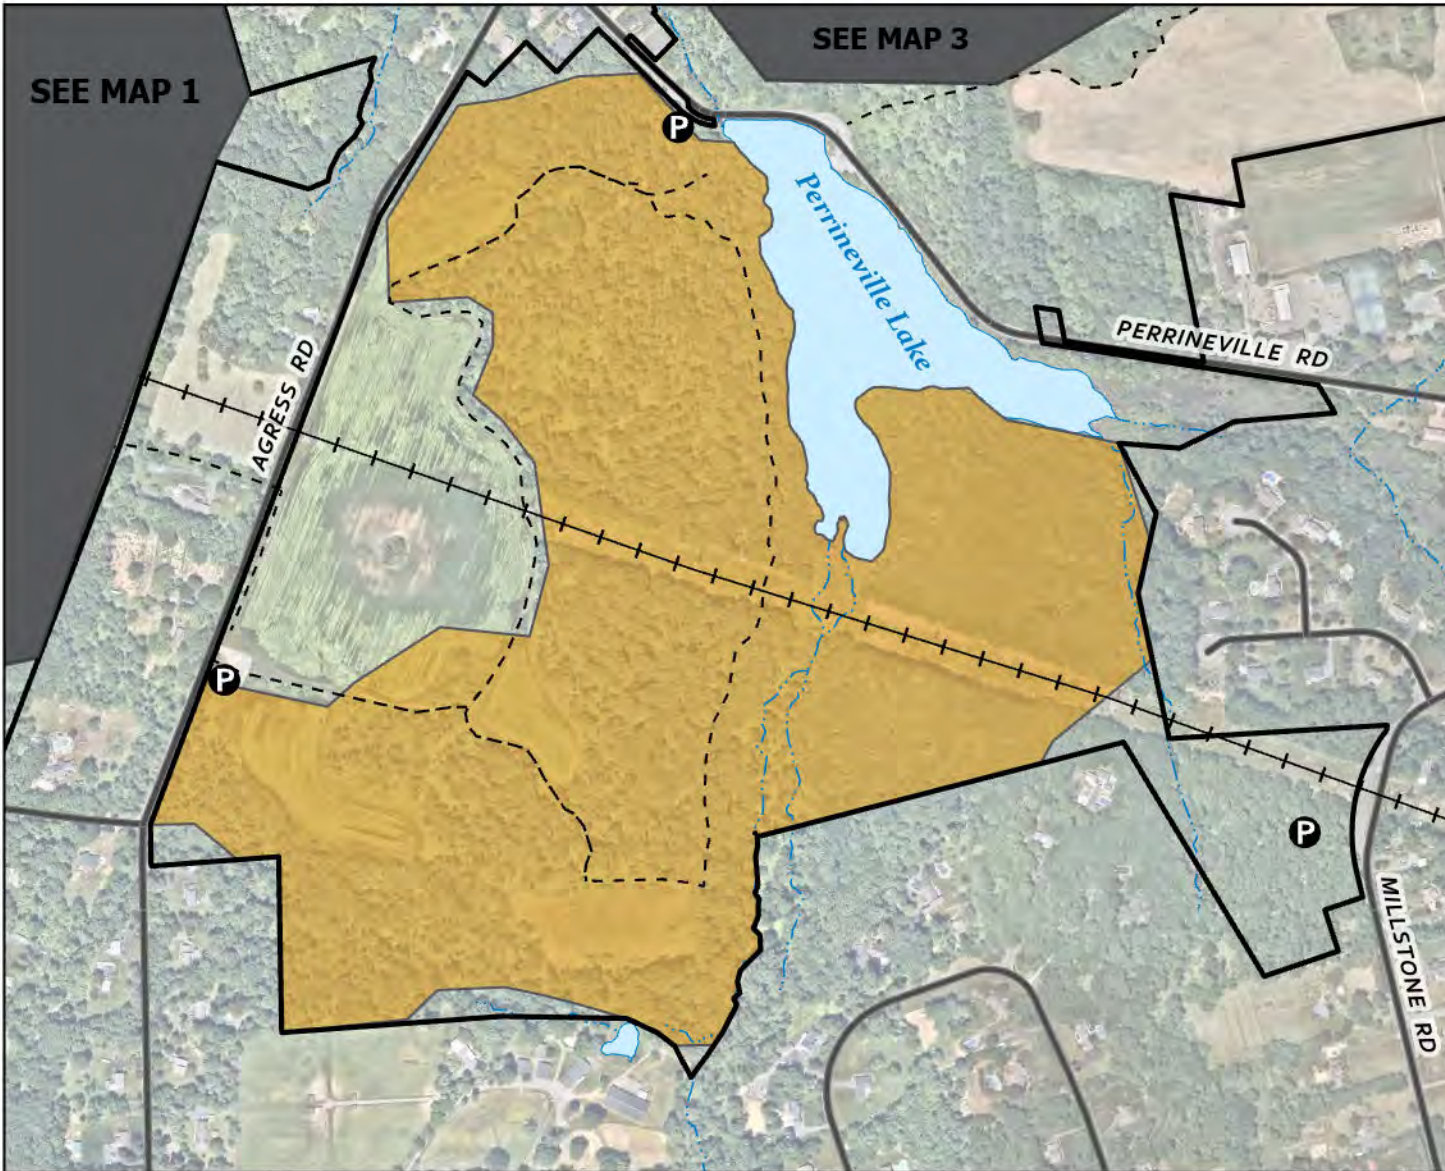 SEE MAP 3
SEE MAP 1
P
Perrineville Lake
PERRINEVILLE RD
AGRESS RD
P
P
MILLSTONE RD